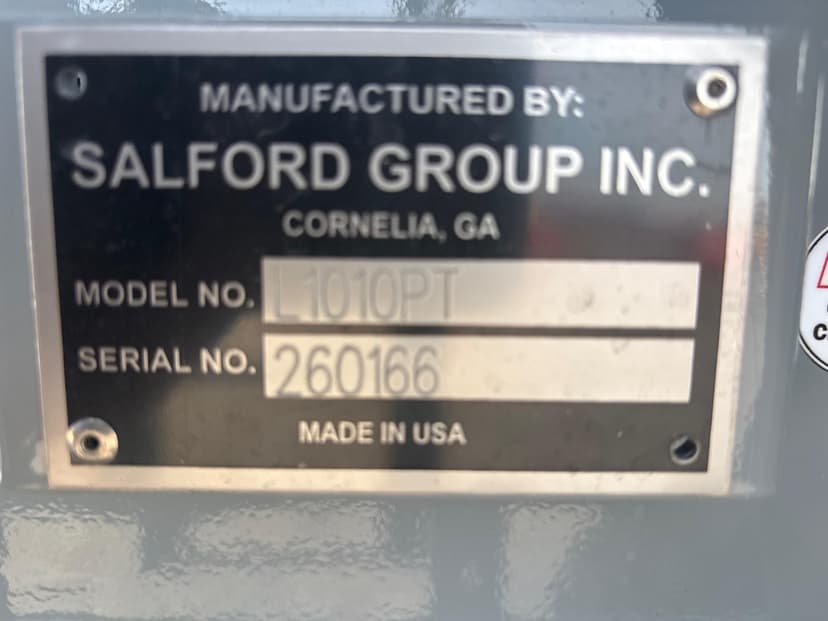 MANUFACTURED BY:
SALFORD GROUP INC.
CORNELIA, GA
MODEL NO. L1010PT
SERIAL NO. 260166
MADE IN USA